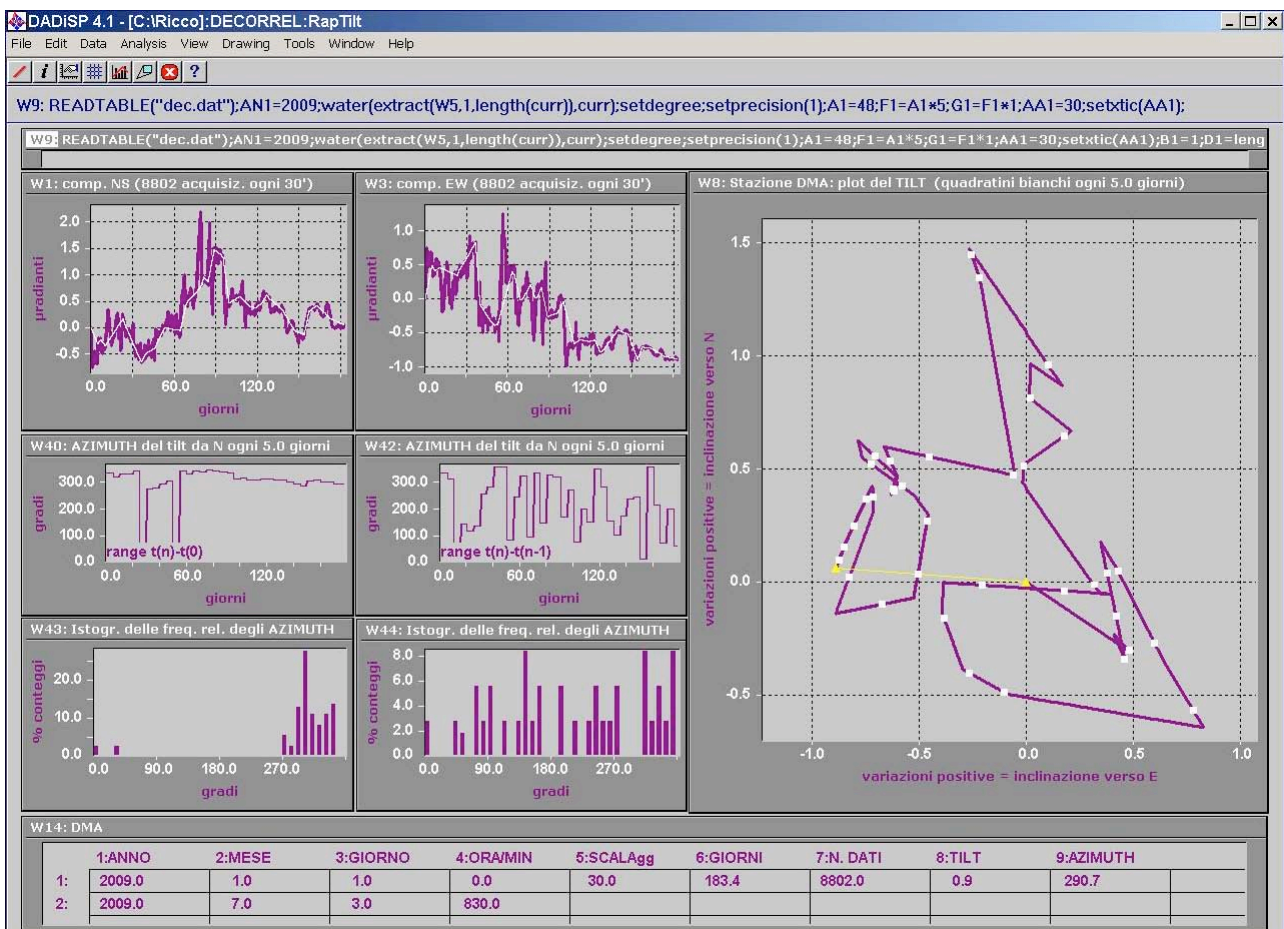 DADiSP 4.1 - [C:\Ricco]:DECORREL:RapTilt
File Edit Data Analysis View Drawing Tools Window Help
W9: READTABLE("dec.dat");AN1=2009;water(extract(W5,1,length(curr)),curr);setdegree;setprecision(1);A1=48;F1=A1*5;G1=F1*1;AA1=30;setxtic(AA1);
W9: READTABLE("dec.dat");AN1=2009;water(extract(W5,1,length(curr)),curr);setdegree;setprecision(1);A1=48;F1=A1*5;G1=F1*1;AA1=30;setxtic(AA1);B1=1;D1=leng
W1: comp. NS (8802 acquisiz. ogni 30')
2.0
1.5
1.0
0.5
0.0
-0.5
µradianti
0.0 60.0 120.0
giorni
W3: comp. EW (8802 acquisiz. ogni 30')
1.0
0.5
0.0
-0.5
-1.0
µradianti
0.0 60.0 120.0
giorni
W8: Stazione DMA: plot del TILT (quadratini bianchi ogni 5.0 giorni)
1.5
1.0
0.5
0.0
-0.5
variazioni positive = inclinazione verso N
-1.0 -0.5 0.0 0.5 1.0
variazioni positive = inclinazione verso E
W40: AZIMUTH del tilt da N ogni 5.0 giorni
300.0
200.0
100.0
0.0
gradi
range t(n)-t(0)
0.0 60.0 120.0
giorni
W42: AZIMUTH del tilt da N ogni 5.0 giorni
300.0
200.0
100.0
0.0
gradi
range t(n)-t(n-1)
0.0 60.0 120.0
giorni
W43: Istogr. delle freq. rel. degli AZIMUTH
20.0
10.0
0.0
% conteggi
0.0 90.0 180.0 270.0
gradi
W44: Istogr. delle freq. rel. degli AZIMUTH
8.0
6.0
4.0
2.0
0.0
% conteggi
0.0 90.0 180.0 270.0
gradi
W14: DMA
1:ANNO 2:MESE 3:GIORNO 4:ORA/MIN 5:SCALAgg 6:GIORNI 7:N. DATI 8:TILT 9:AZIMUTH
1: 2009.0 1.0 1.0 0.0 30.0 183.4 8802.0 0.9 290.7
2: 2009.0 7.0 3.0 830.0